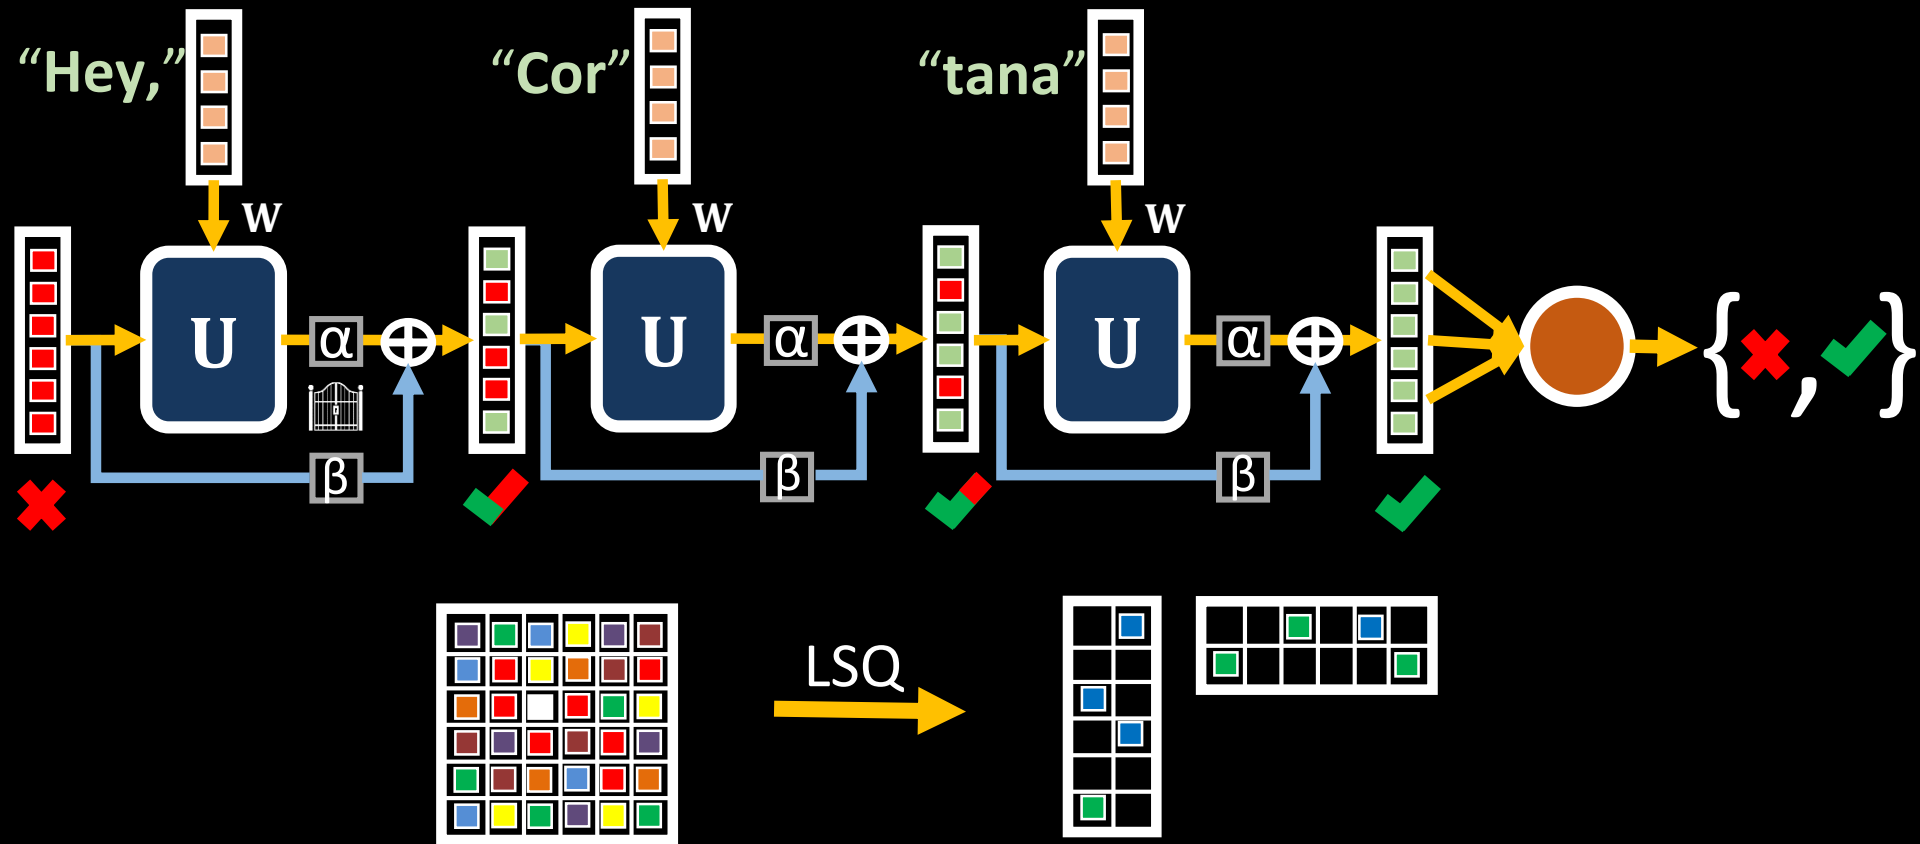 “Hey,” “Cor” “tana”
W W W
U α U α U α
β β β
{ , }
LSQ